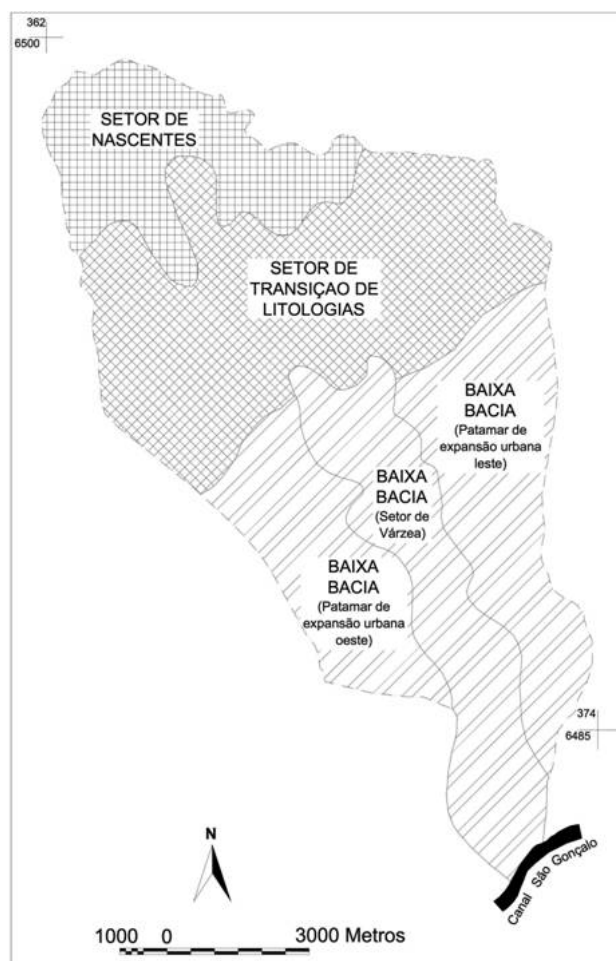 362
6500
SETOR DE
NASCENTES
SETOR DE
TRANSIÇAO DE
LITOLOGIAS
BAIXA
BACIA
(Patamar de
expansão urbana
leste)
BAIXA
BACIA
(Setor de
Várzea)
BAIXA
BACIA
(Patamar de
expansão urbana
oeste)
374
6485
Canal São Gonçalo
N
1000 0 3000 Metros